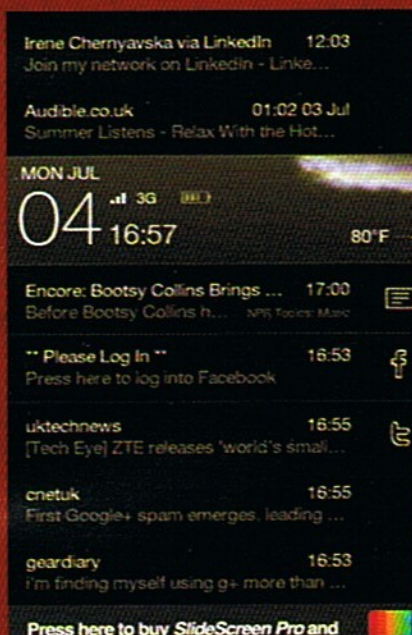 Irene Chernyavska via LinkedIn 12:03
Join my network on LinkedIn - Linke...
Audible.co.uk 01:02 03 Jul
Summer Listens - Relax With the Hot...
MON JUL
04 3G
16:57 80°F
Encore: Bootsy Collins Brings ... 17:00
Before Bootsy Collins h... NPR Topics: Music
** Please Log In ** 16:53
Press here to log into Facebook
uktechnews 16:55
[Tech Eye] ZTE releases 'world's small...
cnetuk 16:55
First Google+ spam emerges, leading ...
geardiary 16:53
i'm finding myself using g+ more than ...
Press here to buy SlideScreen Pro and